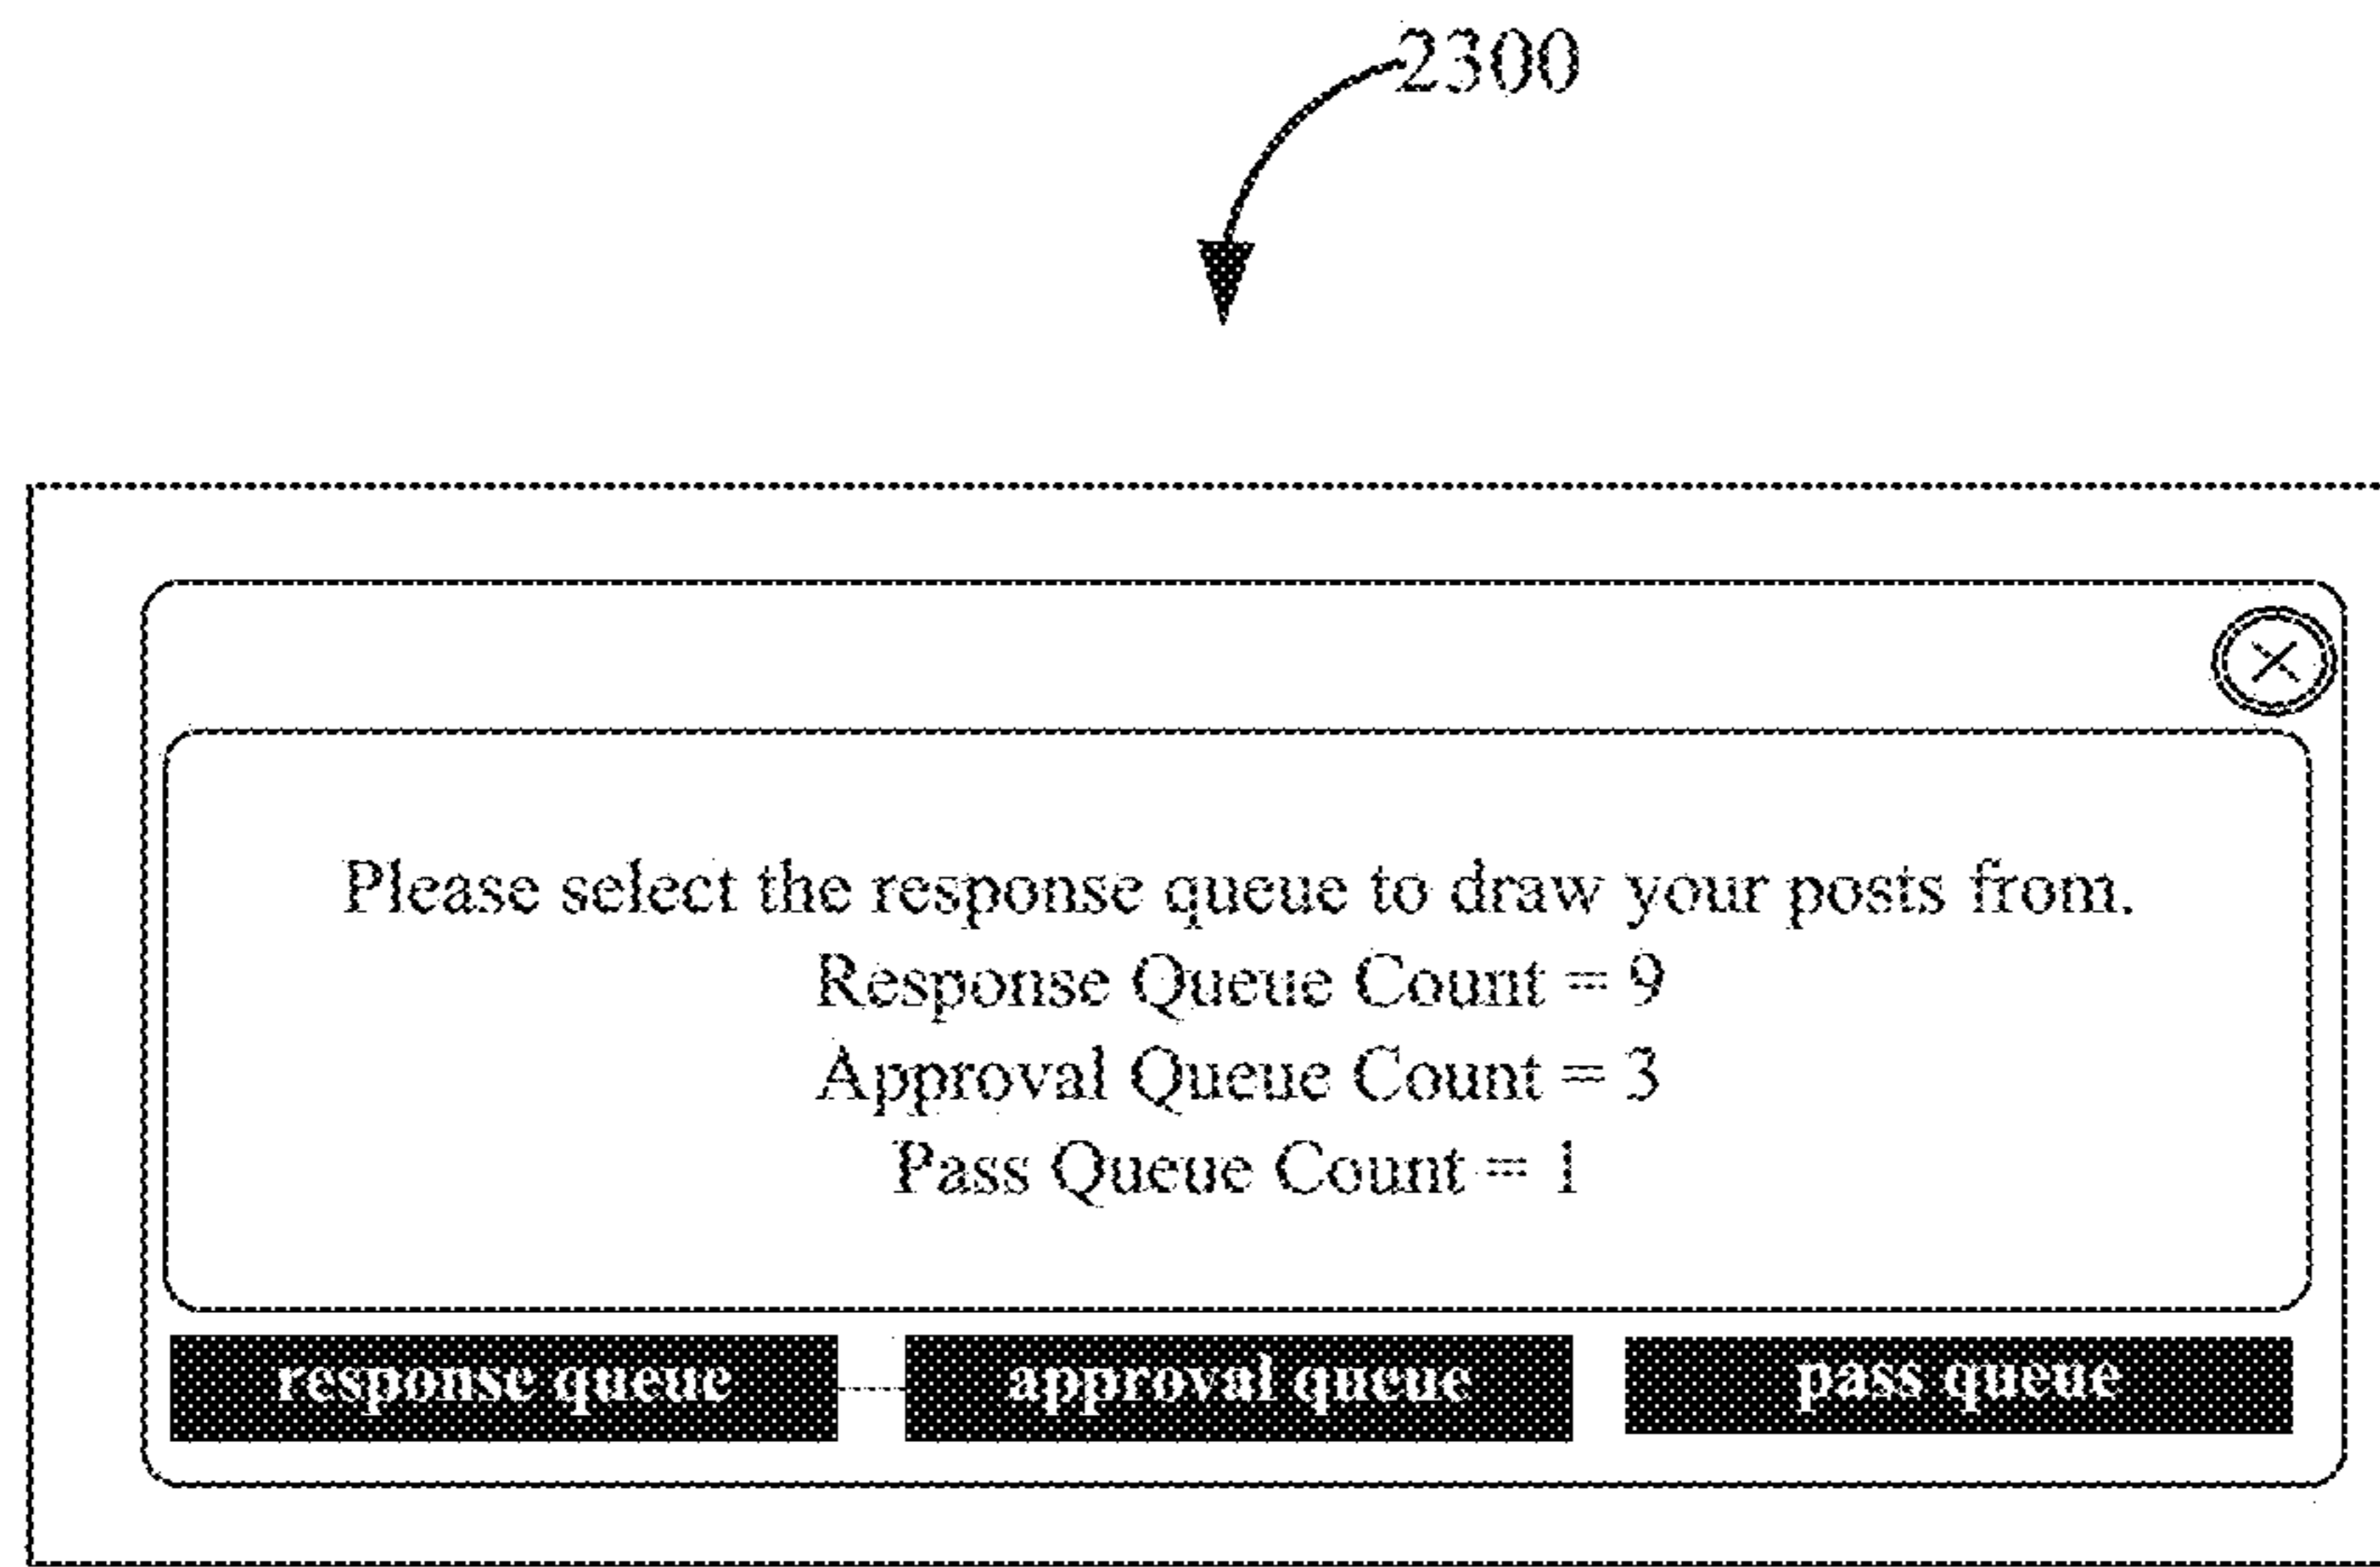 2300
Please select the response queue to draw your posts from.
Response Queue Count = 9
Approval Queue Count = 3
Pass Queue Count = 1
response queue approval queue pass queue